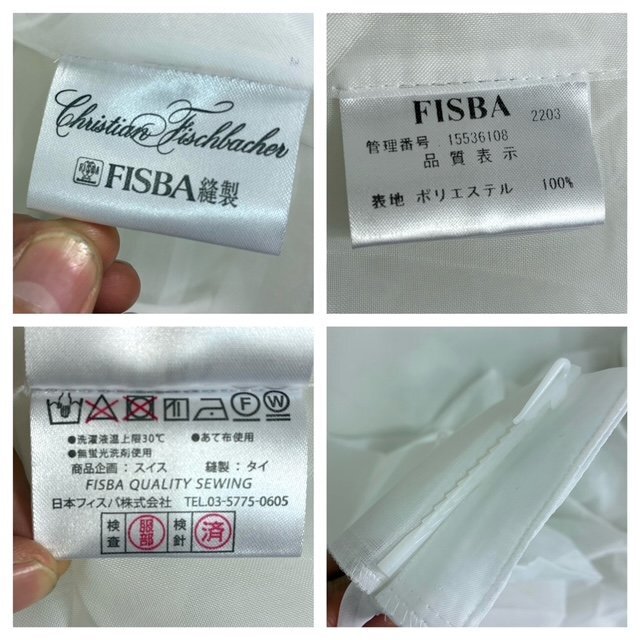 Christian Fischbacher
FISBA縫製
FISBA 2203
管理番号 15536108
品質表示
表地 ポリエステル 100%
●洗濯液温上限30℃ ●あて布使用
●無蛍光洗剤使用
商品企画：スイス 縫製：タイ
FISBA QUALITY SEWING
日本フィスバ株式会社 TEL.03-5775-0605
検査 服部 検針 済